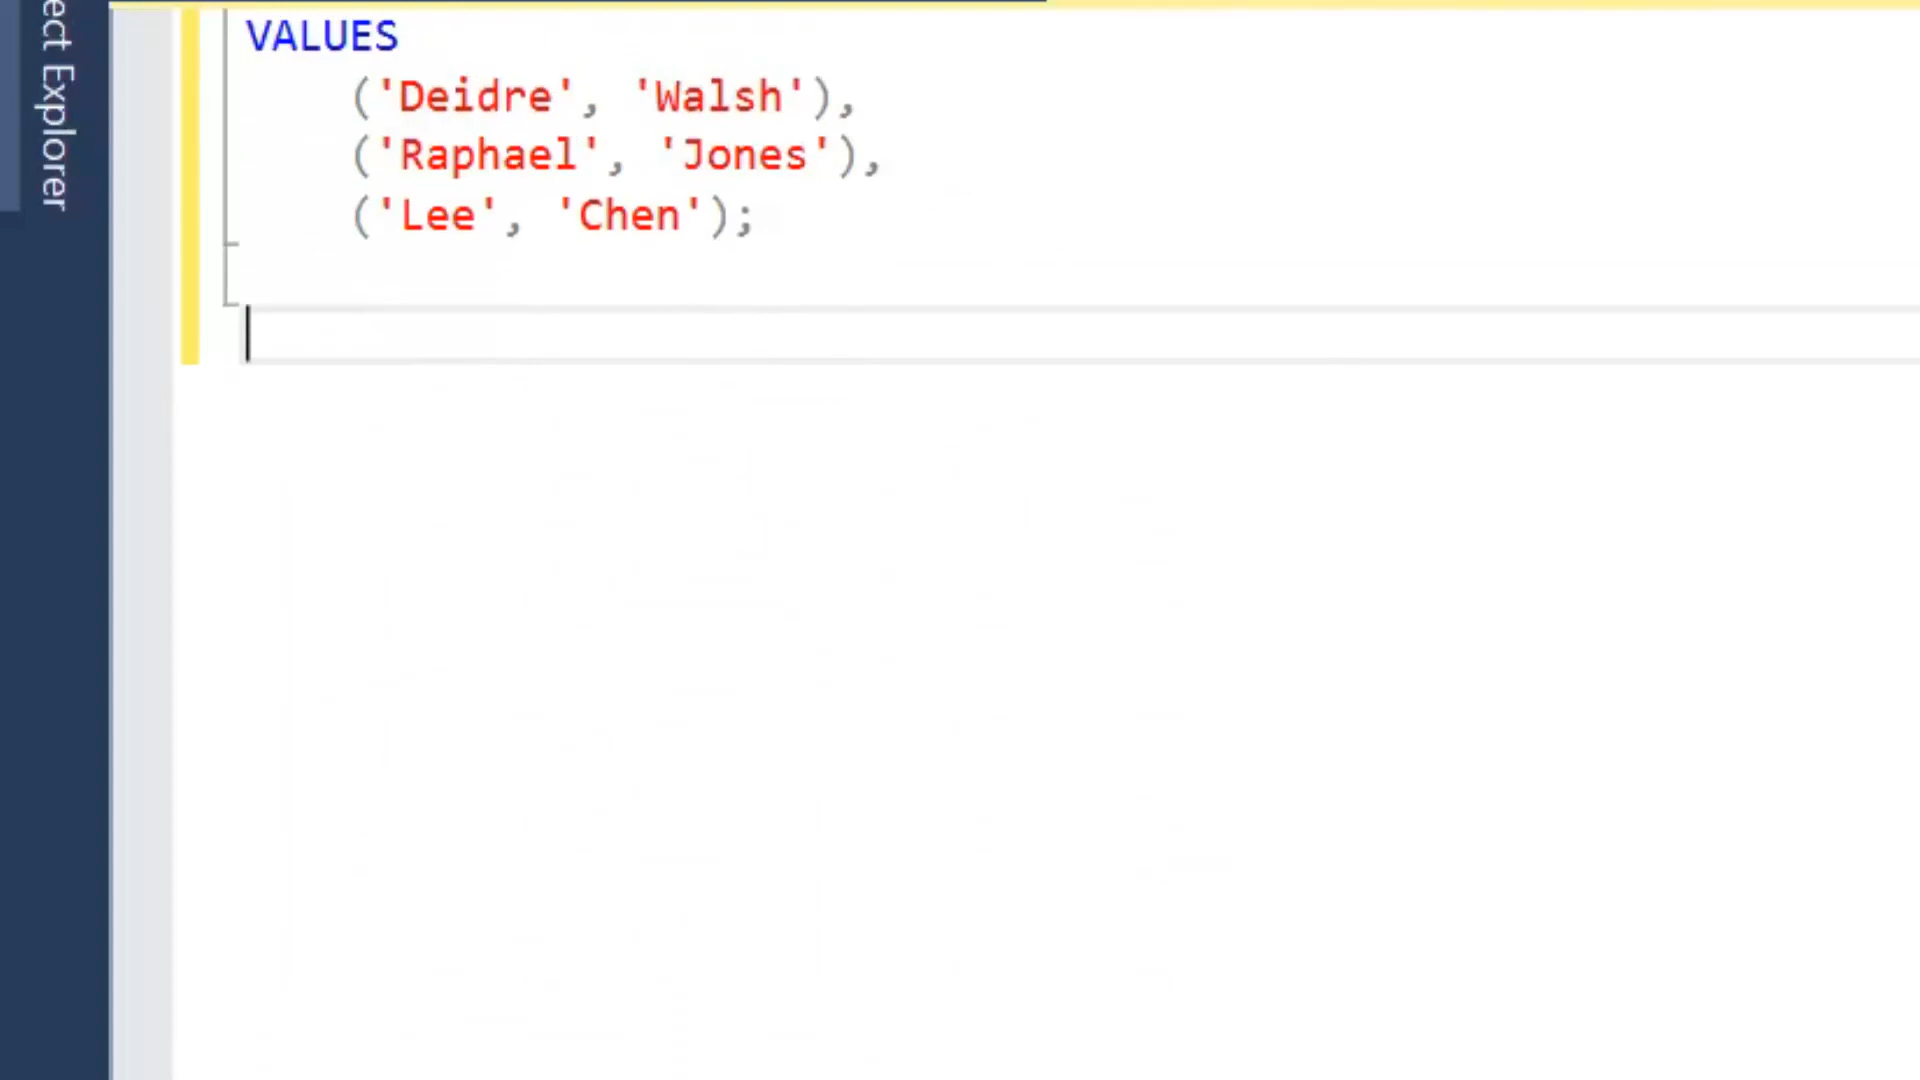 ect Explorer
VALUES
('Deidre', 'Walsh'),
('Raphael', 'Jones'),
('Lee', 'Chen');